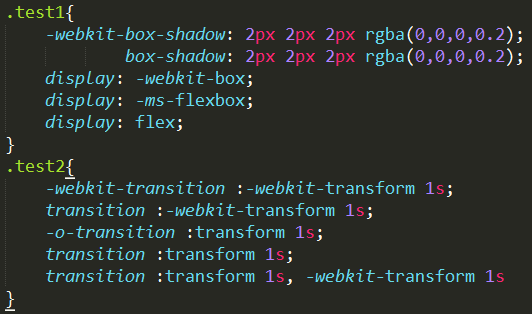 .test1{
    -webkit-box-shadow: 2px 2px 2px rgba(0,0,0,0.2);
            box-shadow: 2px 2px 2px rgba(0,0,0,0.2);
    display: -webkit-box;
    display: -ms-flexbox;
    display: flex;
}
.test2{
    -webkit-transition :-webkit-transform 1s;
    transition :-webkit-transform 1s;
    -o-transition :transform 1s;
    transition :transform 1s;
    transition :transform 1s, -webkit-transform 1s
}